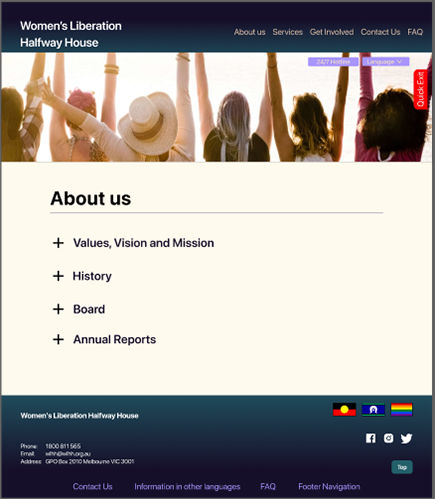 Women's Liberation
Halfway House
About us Services Get Involved Contact Us FAQ
24/7 Hotline Language
Quick Exit
About us
Values, Vision and Mission
History
Board
Annual Reports
Women's Liberation Halfway House
Phone: 1800 811 565
Email wlhh@wlhh.org.au
Address GPO Box 2010 Melbourne VIC 3001
Top
Contact Us Information in other languages FAQ Footer Navigation